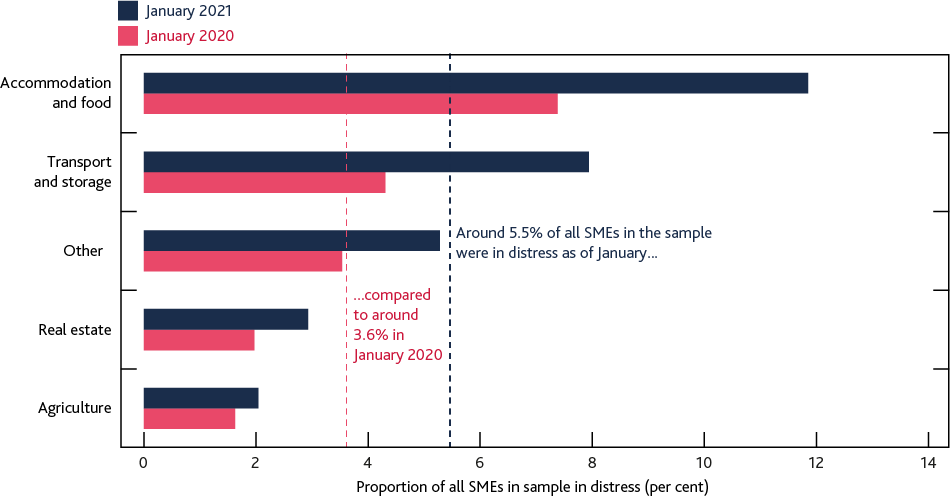 January 2021
January 2020
Accommodation
and food
Transport
and storage
Other
Around 5.5% of all SMEs in the sample
were in distress as of January...
...compared
to around
3.6% in
January 2020
Real estate
Agriculture
0 2 4 6 8 10 12 14
Proportion of all SMEs in sample in distress (per cent)